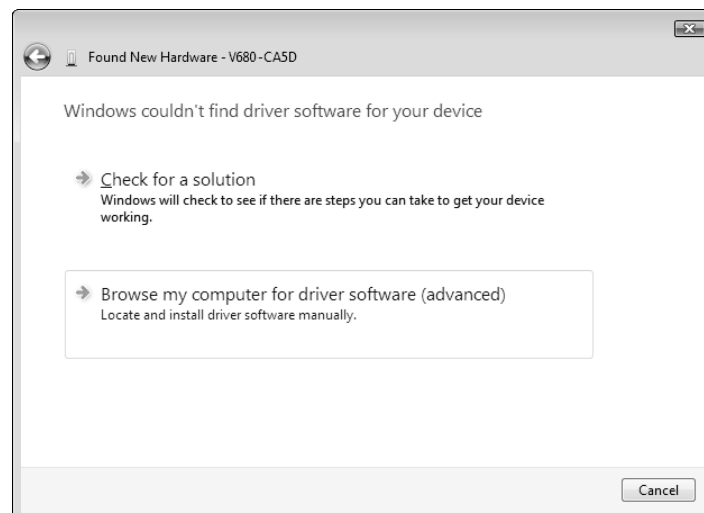 Found New Hardware - V680-CA5D
Windows couldn't find driver software for your device
Check for a solution
Windows will check to see if there are steps you can take to get your device
working.
Browse my computer for driver software (advanced)
Locate and install driver software manually.
Cancel